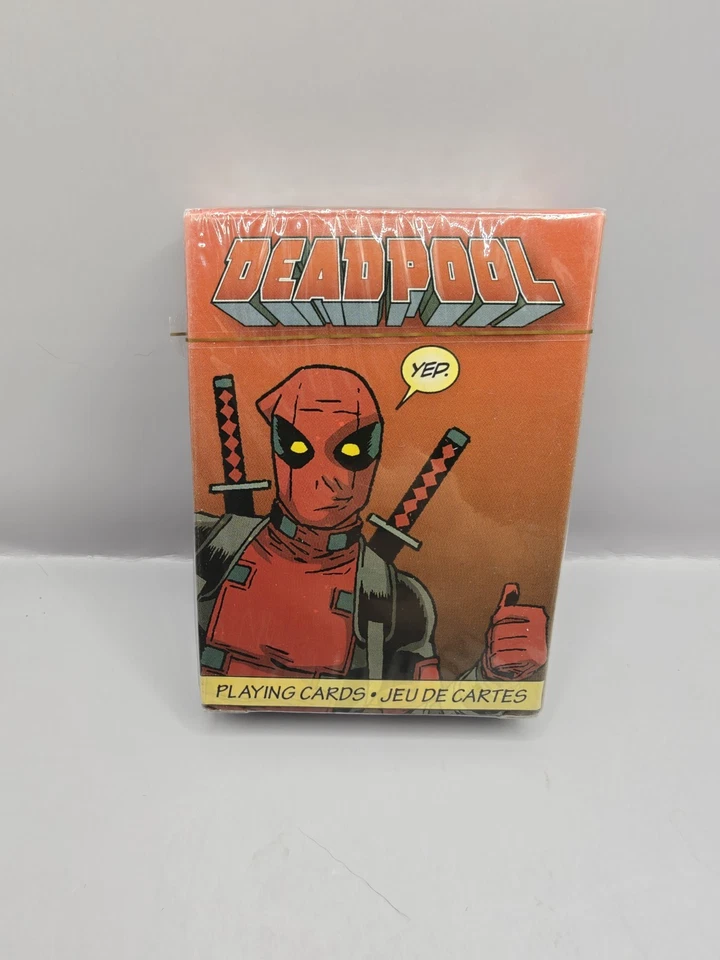 DEADPOOL
YEP.
PLAYING CARDS • JEU DE CARTES